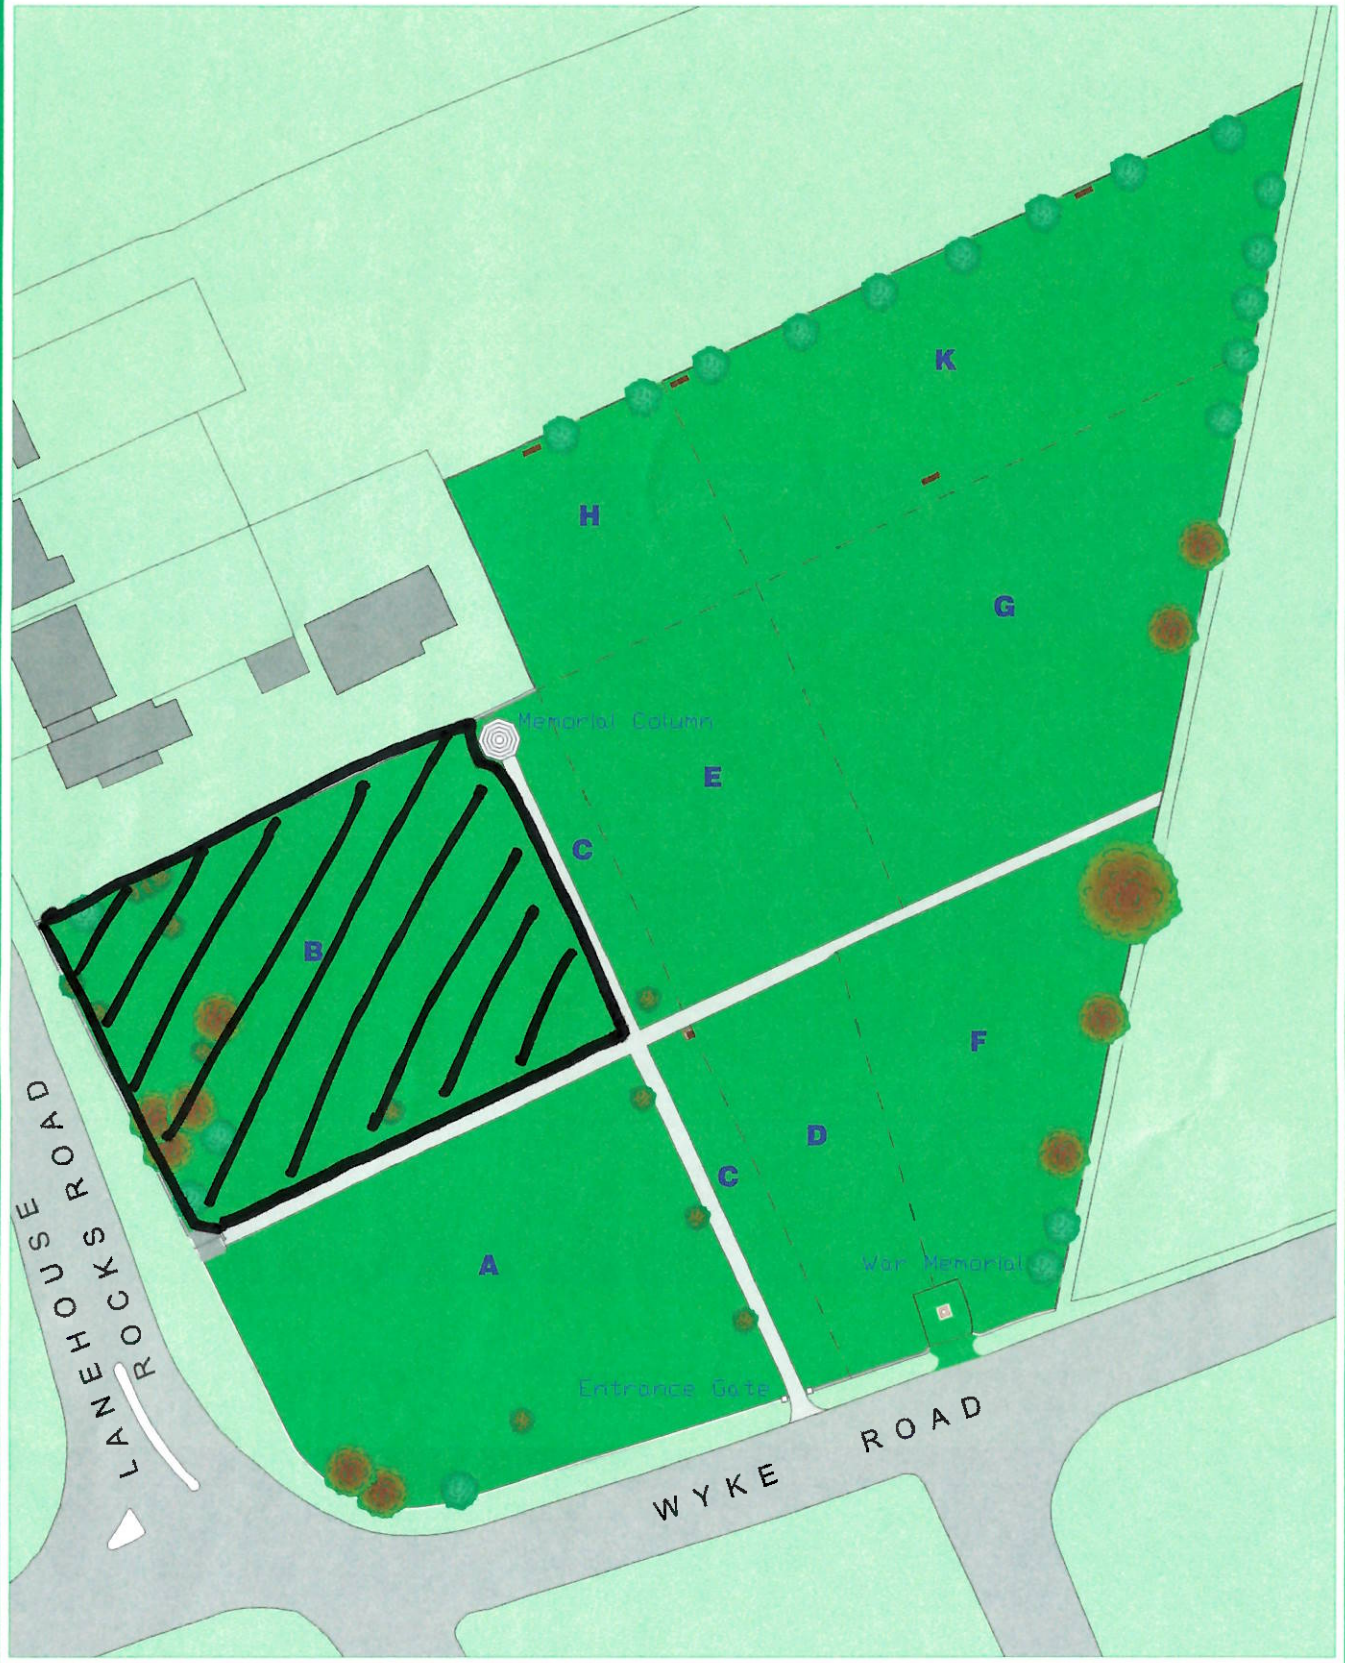 K
H
G
Memorial Column
E
C
B
F
D
C
War Memorial
A
LANEHOUSE
ROCKS ROAD
Entrance Gate
WYKE ROAD